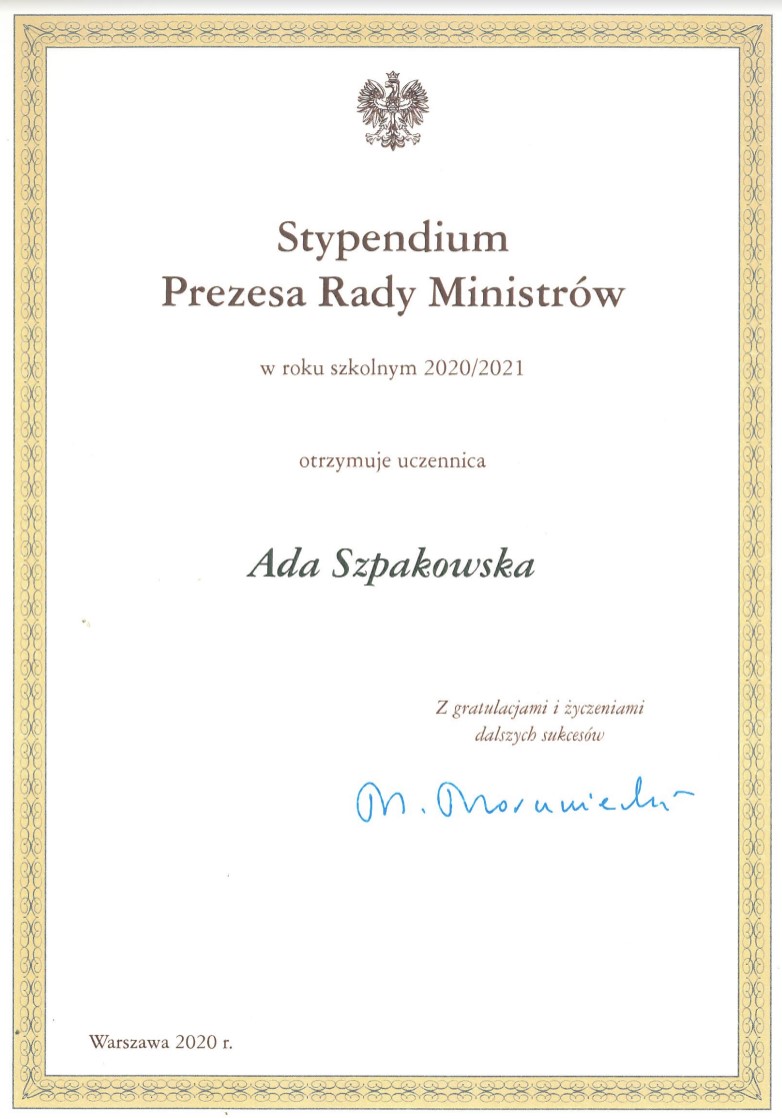 Stypendium
Prezesa Rady Ministrów
w roku szkolnym 2020/2021
otrzymuje uczennica
Ada Szpakowska
Z gratulacjami i życzeniami
dalszych sukcesów
M. Morawiecki
Warszawa 2020 r.